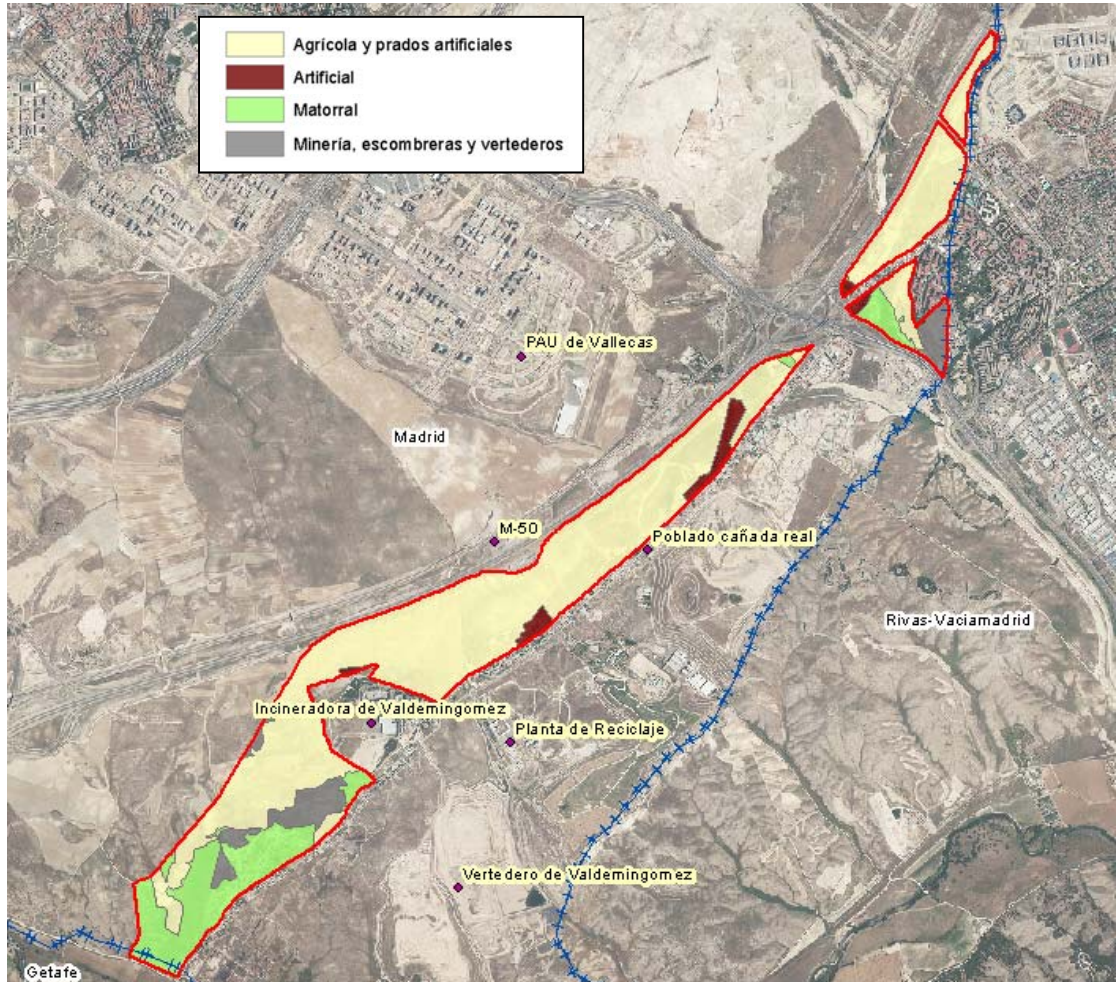 Agrícola y prados artificiales
Artificial
Matorral
Minería, escombreras y vertederos
PAU de Vallecas
Madrid
M-50
Poblado cañada real
Rivas-Vaciamadrid
Incineradora de Valdemingomez
Planta de Reciclaje
Vertedero de Valdemingomez
Getafe